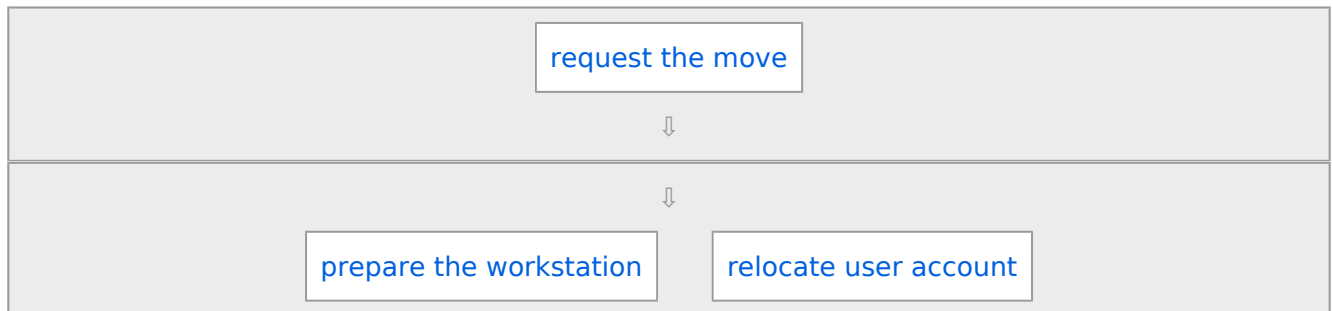 request the move
⇩
⇩
prepare the workstation relocate user account